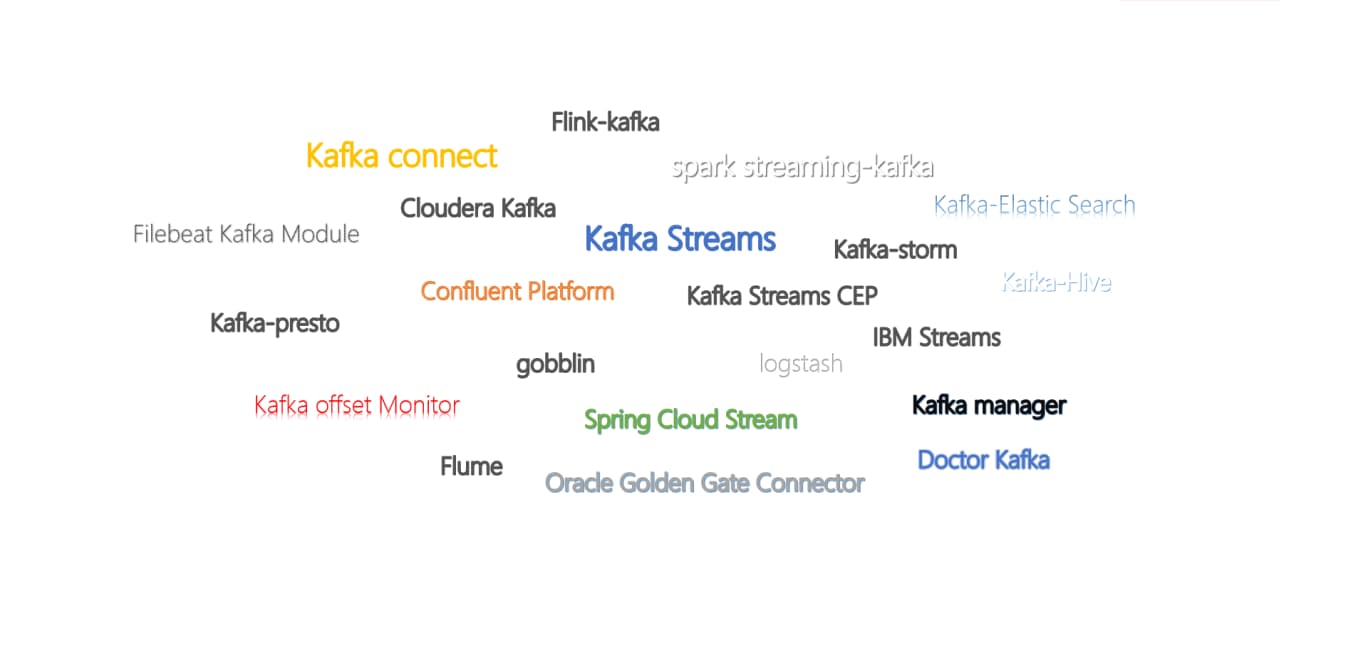 Flink-kafka
Kafka connect
spark streaming-kafka
Cloudera Kafka
Kafka-Elastic Search
Filebeat Kafka Module
Kafka Streams
Kafka-storm
Kafka-Hive
Confluent Platform
Kafka Streams CEP
Kafka-presto
IBM Streams
gobblin
logstash
Kafka offset Monitor
Spring Cloud Stream
Kafka manager
Flume
Doctor Kafka
Oracle Golden Gate Connector